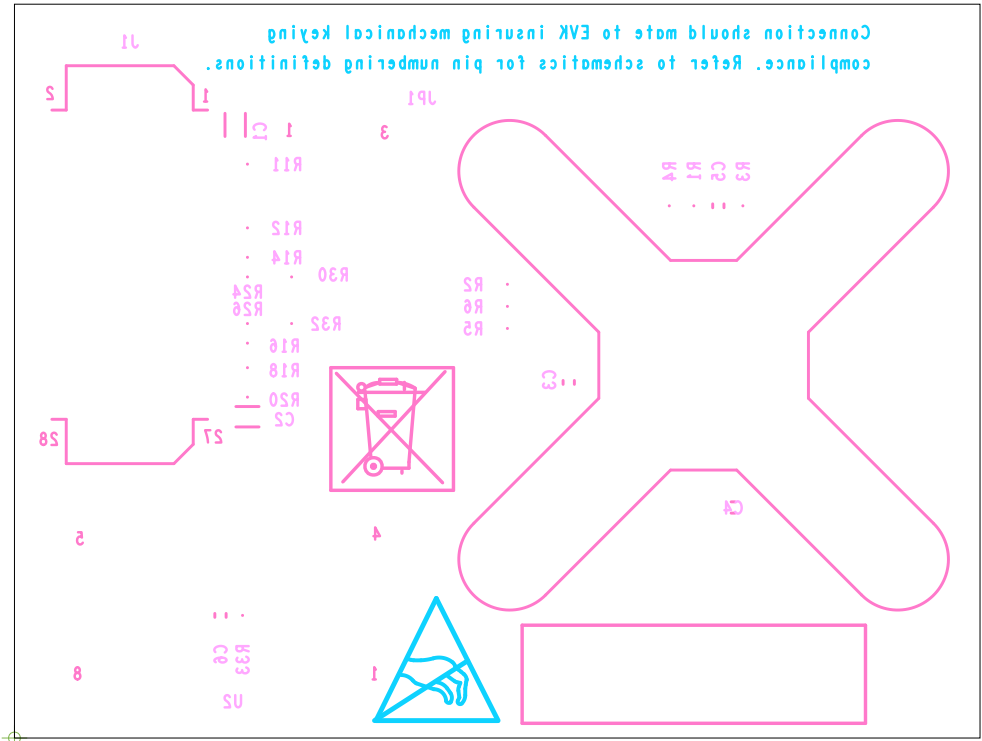 Connection should mate to EVK insuring mechanical keying
compliance. Refer to schematics for pin numbering definitions.
J1
JP1
2
1
C1
1
3
R11
R4
R1
C5
R3
R12
R14
R30
R2
R24
R26
R6
R32
R5
R16
R18
C3
R20
C2
28
27
C4
5
4
C6
R33
8
1
U2